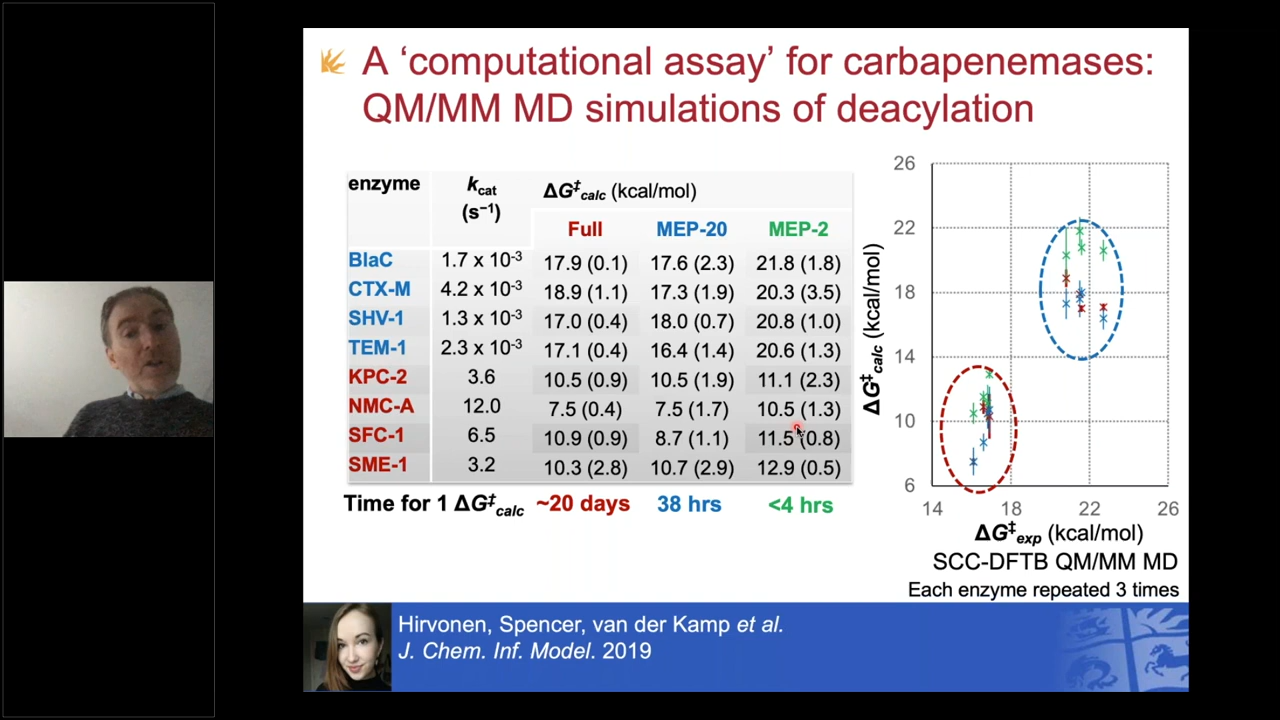 A ‘computational assay’ for carbapenemases:
QM/MM MD simulations of deacylation
enzyme kcat (s⁻¹) ΔG‡calc (kcal/mol)
Full MEP-20 MEP-2
BlaC 1.7 x 10⁻³ 17.9 (0.1) 17.6 (2.3) 21.8 (1.8)
CTX-M 4.2 x 10⁻³ 18.9 (1.1) 17.3 (1.9) 20.3 (3.5)
SHV-1 1.3 x 10⁻³ 17.0 (0.4) 18.0 (0.7) 20.8 (1.0)
TEM-1 2.3 x 10⁻³ 17.1 (0.4) 16.4 (1.4) 20.6 (1.3)
KPC-2 3.6 10.5 (0.9) 10.5 (1.9) 11.1 (2.3)
NMC-A 12.0 7.5 (0.4) 7.5 (1.7) 10.5 (1.3)
SFC-1 6.5 10.9 (0.9) 8.7 (1.1) 11.5 (0.8)
SME-1 3.2 10.3 (2.8) 10.7 (2.9) 12.9 (0.5)
Time for 1 ΔG‡calc ~20 days 38 hrs <4 hrs
ΔG‡calc (kcal/mol)
26
22
18
14
10
6
14 18 22 26
ΔG‡exp (kcal/mol)
SCC-DFTB QM/MM MD
Each enzyme repeated 3 times
Hirvonen, Spencer, van der Kamp et al.
J. Chem. Inf. Model. 2019